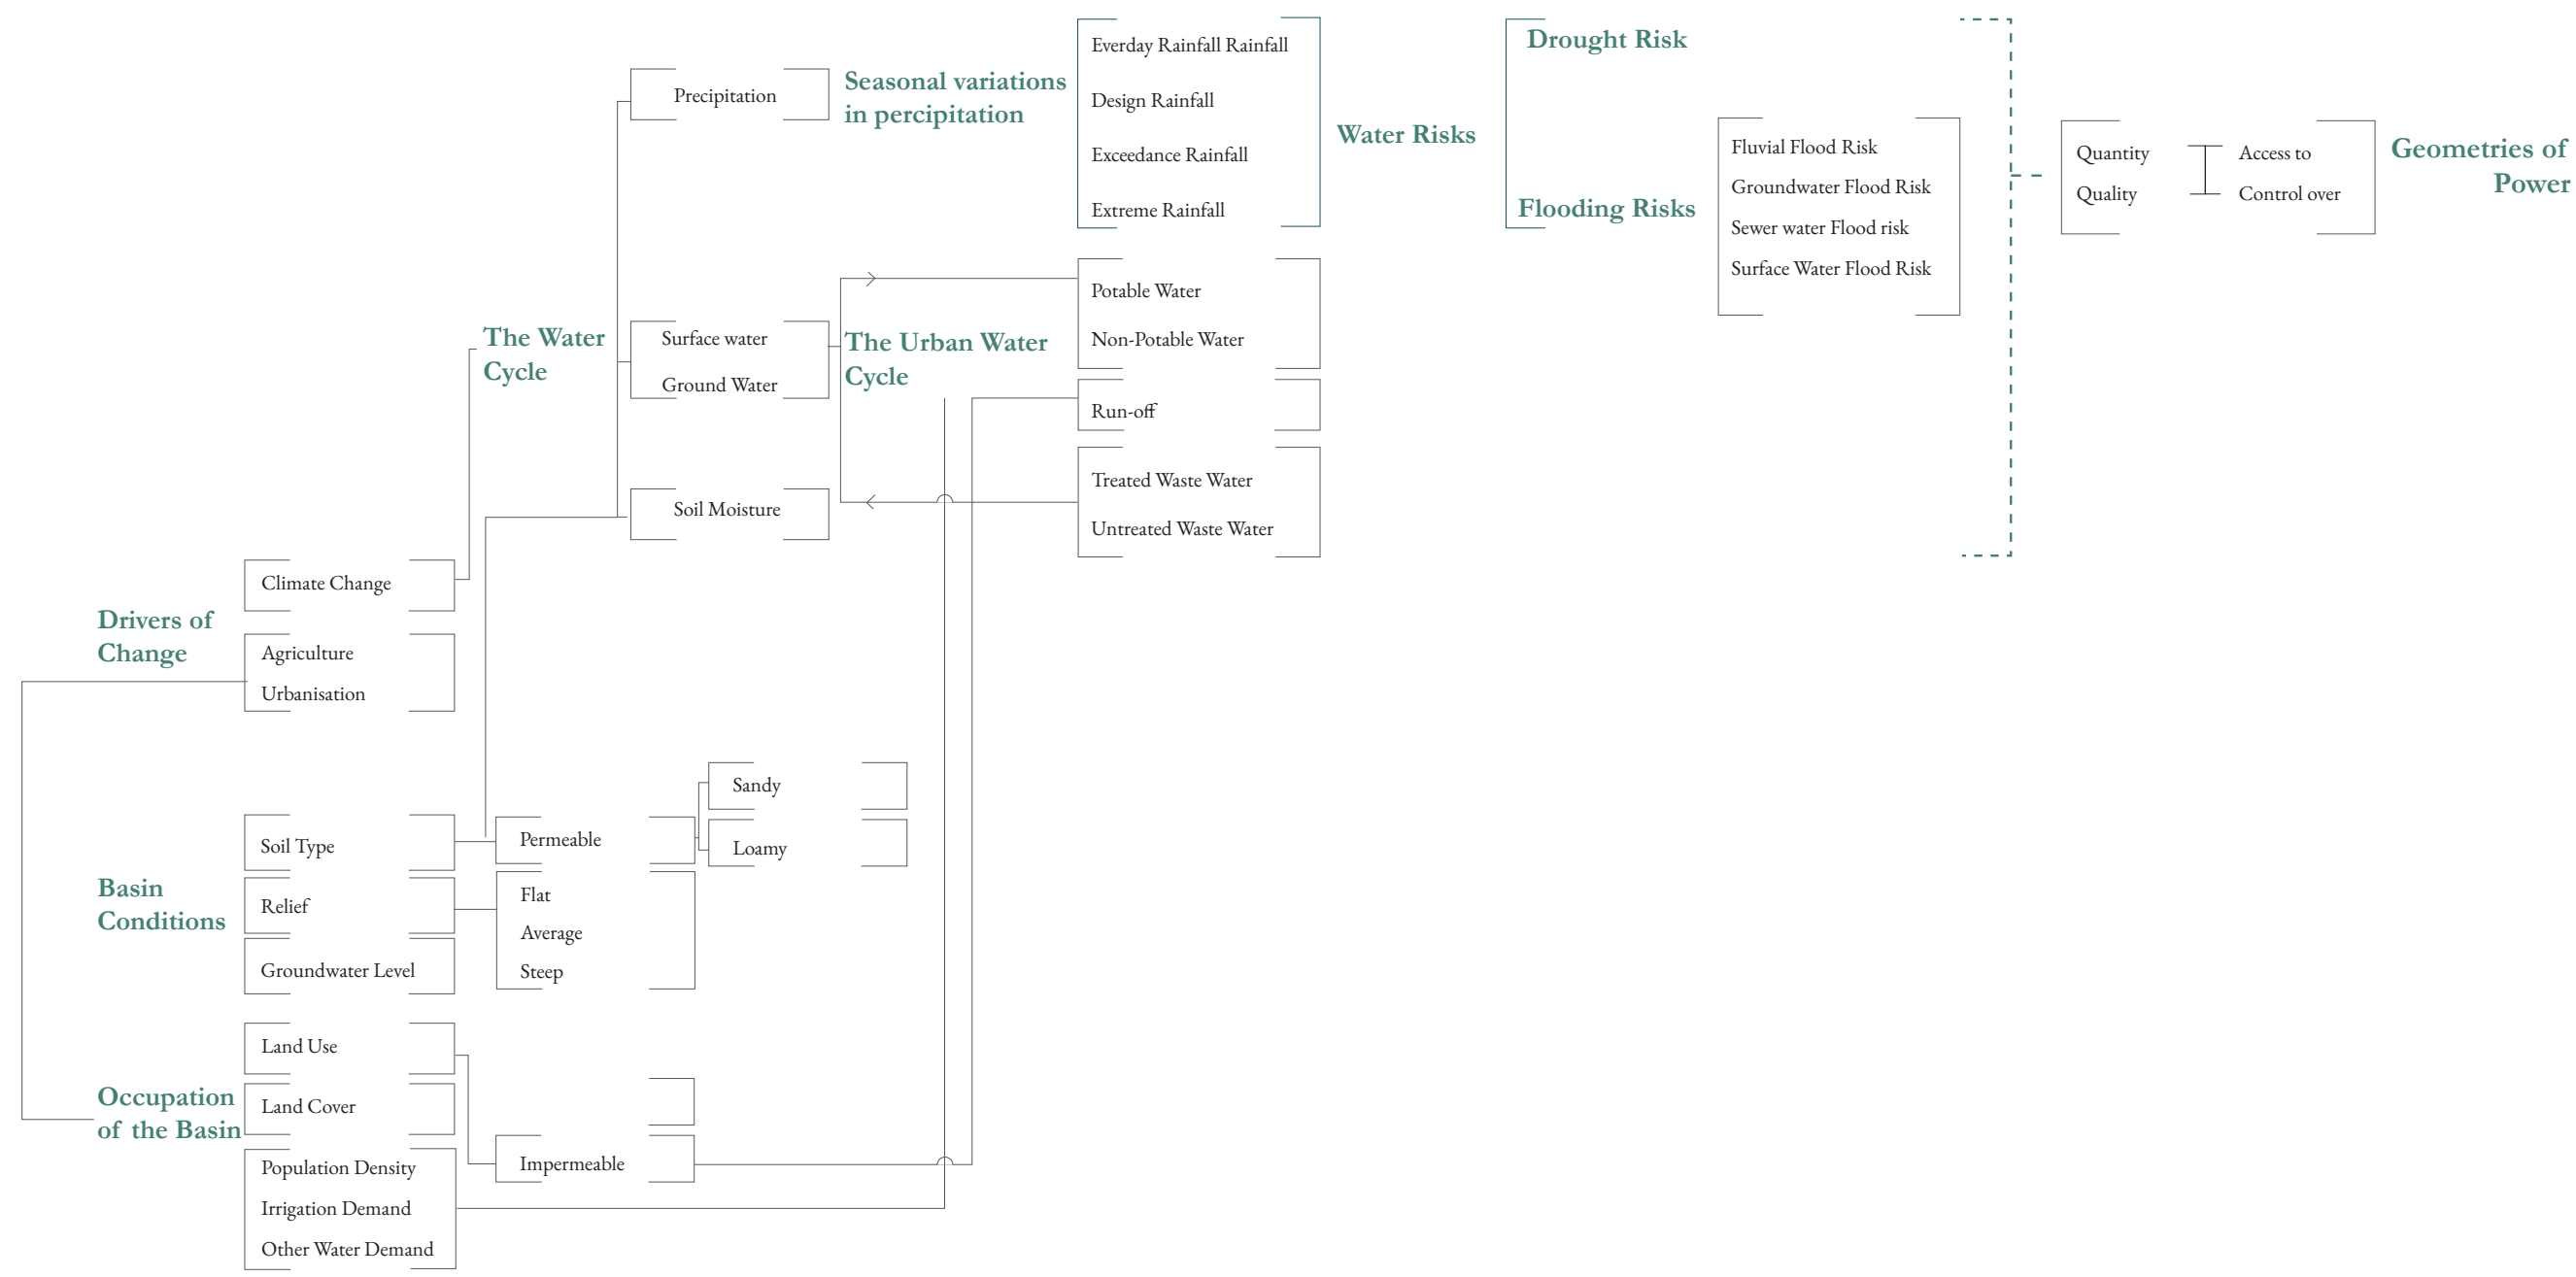 Everday Rainfall Rainfall
Design Rainfall
Exceedance Rainfall
Extreme Rainfall
Precipitation
Seasonal variations
in percipitation
Water Risks
Drought Risk
Flooding Risks
Fluvial Flood Risk
Groundwater Flood Risk
Sewer water Flood risk
Surface Water Flood Risk
Quantity
Quality
Access to
Control over
Geometries of
Power
The Water
Cycle
Surface water
Ground Water
The Urban Water
Cycle
Potable Water
Non-Potable Water
Run-off
Treated Waste Water
Untreated Waste Water
Soil Moisture
Drivers of
Change
Climate Change
Agriculture
Urbanisation
Basin
Conditions
Soil Type
Relief
Groundwater Level
Permeable
Sandy
Loamy
Flat
Average
Steep
Occupation
of the Basin
Land Use
Land Cover
Population Density
Irrigation Demand
Other Water Demand
Impermeable